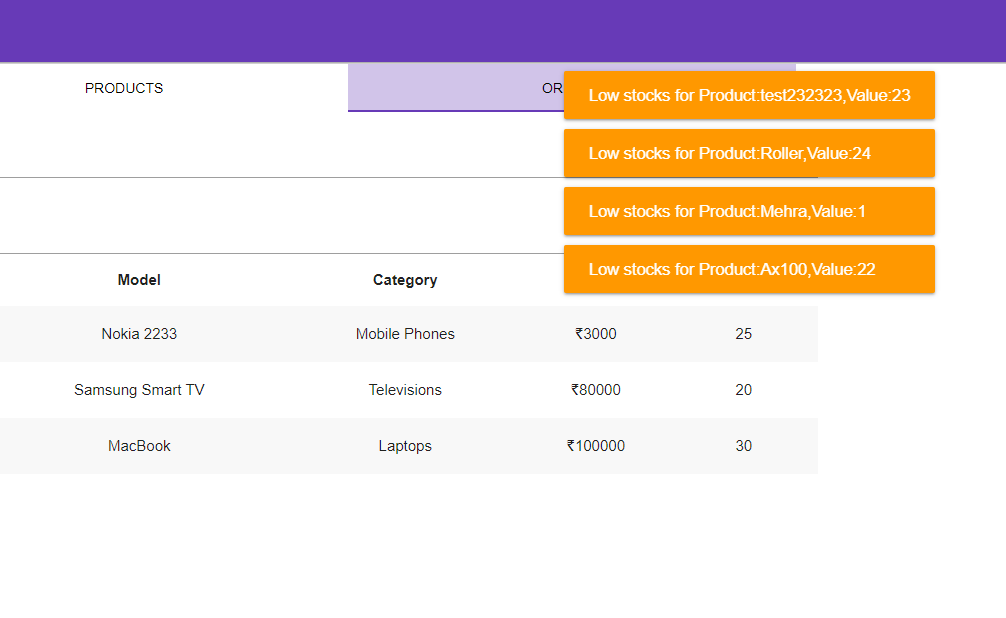 PRODUCTS
OR
Low stocks for Product:test232323,Value:23
Low stocks for Product:Roller,Value:24
Low stocks for Product:Mehra,Value:1
Low stocks for Product:Ax100,Value:22
Model Category
Nokia 2233 Mobile Phones ₹3000 25
Samsung Smart TV Televisions ₹80000 20
MacBook Laptops ₹100000 30